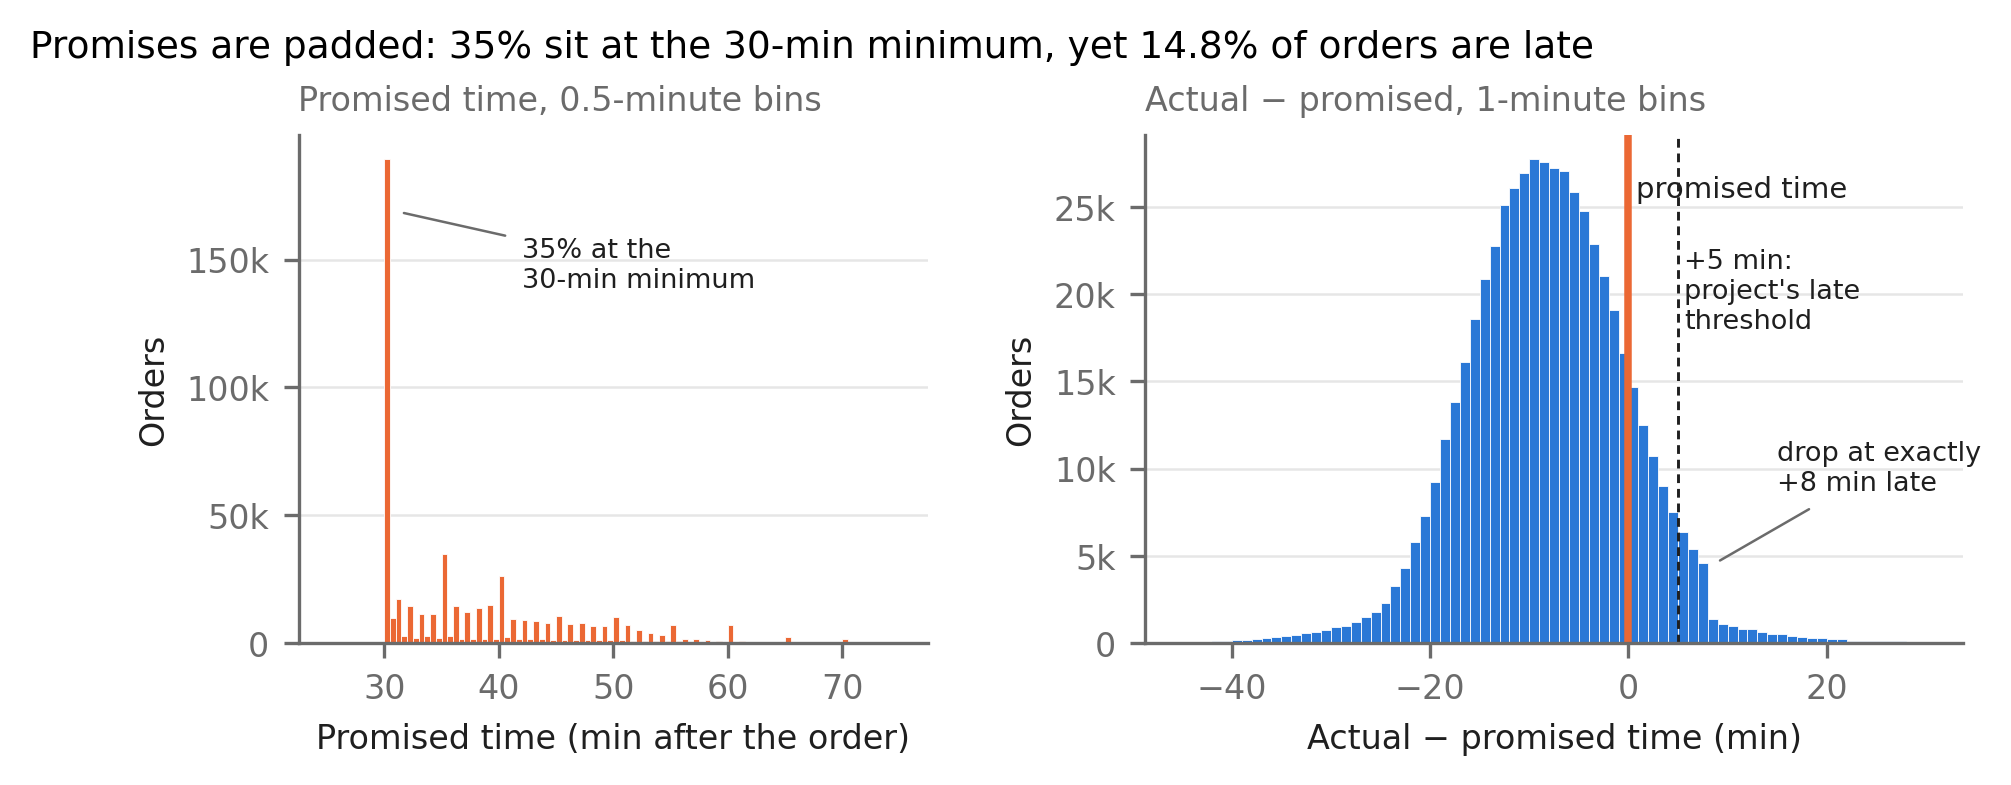 Promises are padded: 35% sit at the 30-min minimum, yet 14.8% of orders are late
Promised time, 0.5-minute bins
Orders
150k
100k
50k
0
35% at the
30-min minimum
30 40 50 60 70
Promised time (min after the order)
Actual − promised, 1-minute bins
Orders
25k
20k
15k
10k
5k
0
promised time
+5 min:
project's late
threshold
drop at exactly
+8 min late
−40 −20 0 20
Actual − promised time (min)